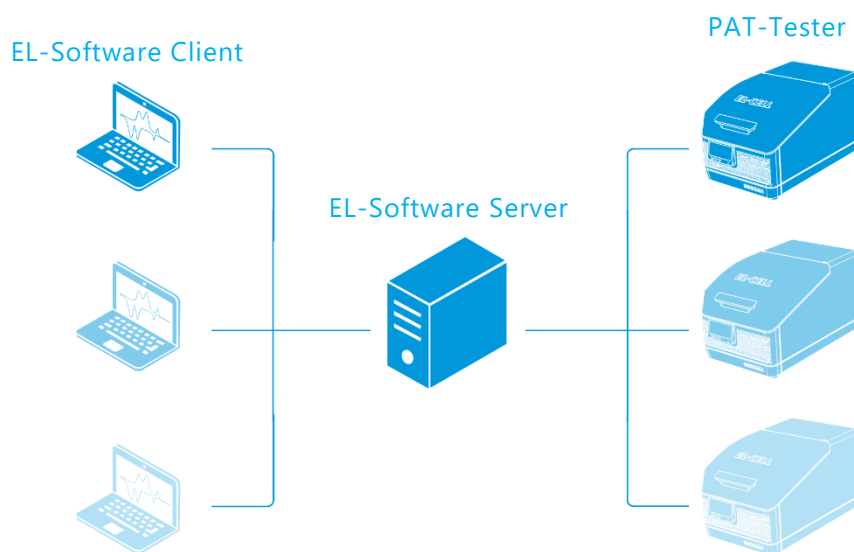 PAT-Tester
EL-Software Client
EL-CELL
EL-Software Server
EL-CELL
EL-CELL